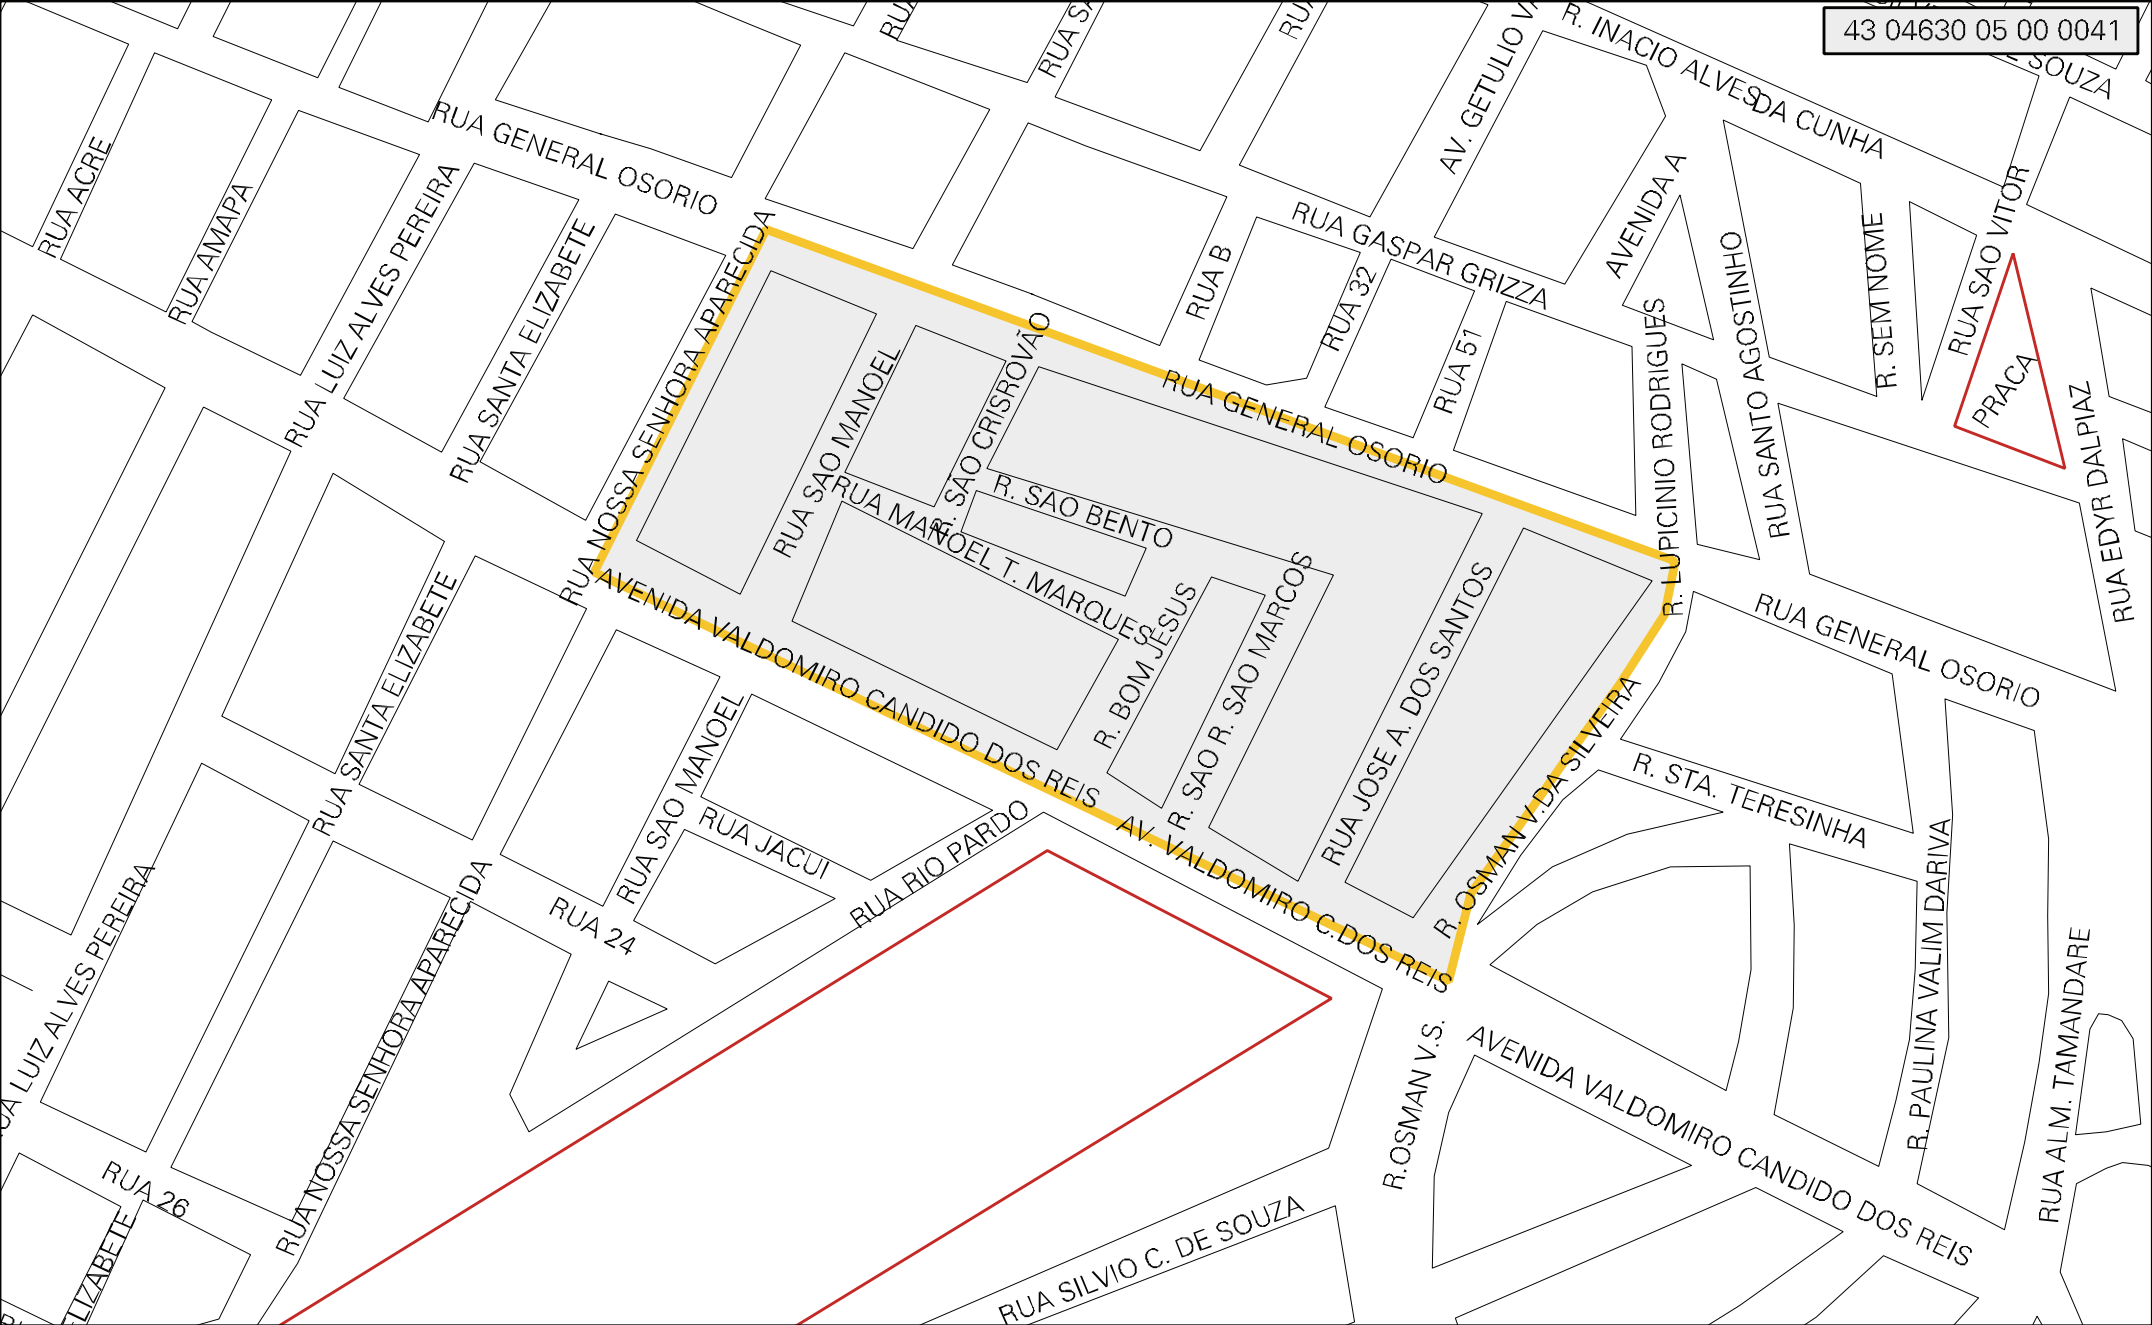 43 04630 05 00 0041
R. INACIO ALVES DA CUNHA
SOUZA
AV. GETULIO
RUA ACRE
RUA AMAPA
RUA GENERAL OSORIO
RUA LUIZ ALVES PEREIRA
RUA SANTA ELIZABETE
RUA NOSSA SENHORA APARECIDA
RUA B
RUA GASPAR GRIZZA
RUA 32
RUA 51
AVENIDA A
R. LUPICINIO RODRIGUES
RUA SANTO AGOSTINHO
R. SEM NOME
RUA SAO VITOR
PRACA
RUA EDYR DALPIAZ
RUA SAO MANOEL
R. SÃO CRISROVÃO
RUA GENERAL OSORIO
R. SAO BENTO
RUA MANOEL T. MARQUES
R. BOM JESUS
R. SAO R. SAO MARCOS
RUA JOSE A. DOS SANTOS
R. OSMAN V.DA SILVEIRA
AVENIDA VALDOMIRO CANDIDO DOS REIS
AV. VALDOMIRO C.DOS REIS
RUA GENERAL OSORIO
R. STA. TERESINHA
RUA SANTA ELIZABETE
RUA SAO MANOEL
RUA JACUI
RUA RIO PARDO
RUA 24
RUA LUIZ ALVES PEREIRA
RUA NOSSA SENHORA APARECIDA
RUA 26
ELIZABETE
R.OSMAN V.S.
AVENIDA VALDOMIRO CANDIDO DOS REIS
R. PAULINA VALIM DARIVA
RUA ALM. TAMANDARE
RUA SILVIO C. DE SOUZA